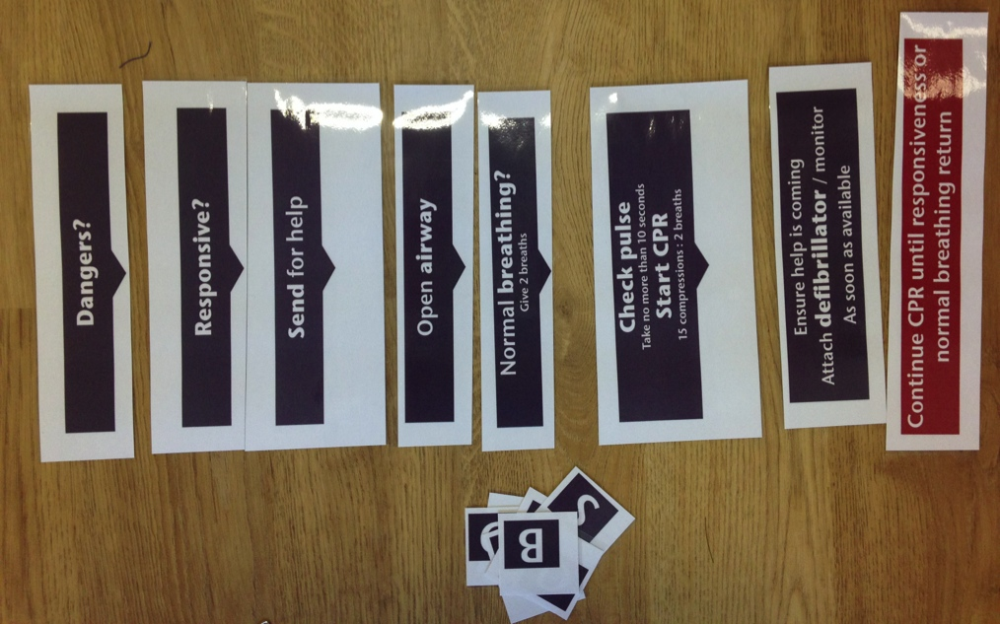 Dangers?
Responsive?
Send for help
Open airway
Normal breathing?
Give 2 breaths
Check pulse
Take no more than 10 seconds
Start CPR
15 compressions : 2 breaths
Ensure help is coming
Attach defibrillator / monitor
As soon as available
Continue CPR until responsiveness or
normal breathing return
B
S